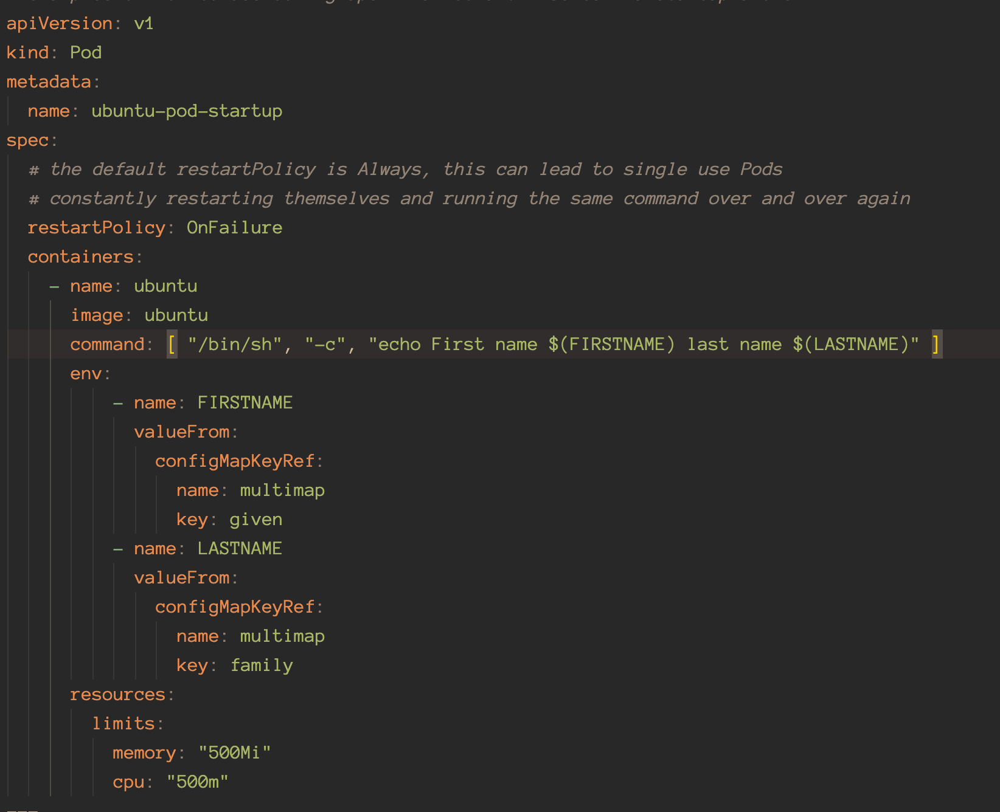 apiVersion: v1
kind: Pod
metadata:
  name: ubuntu-pod-startup
spec:
  # the default restartPolicy is Always, this can lead to single use Pods
  # constantly restarting themselves and running the same command over and over again
  restartPolicy: OnFailure
  containers:
    - name: ubuntu
      image: ubuntu
      command: [ "/bin/sh", "-c", "echo First name $(FIRSTNAME) last name $(LASTNAME)" ]
      env:
          - name: FIRSTNAME
            valueFrom:
              configMapKeyRef:
                name: multimap
                key: given
          - name: LASTNAME
            valueFrom:
              configMapKeyRef:
                name: multimap
                key: family
      resources:
        limits:
          memory: "500Mi"
          cpu: "500m"
---